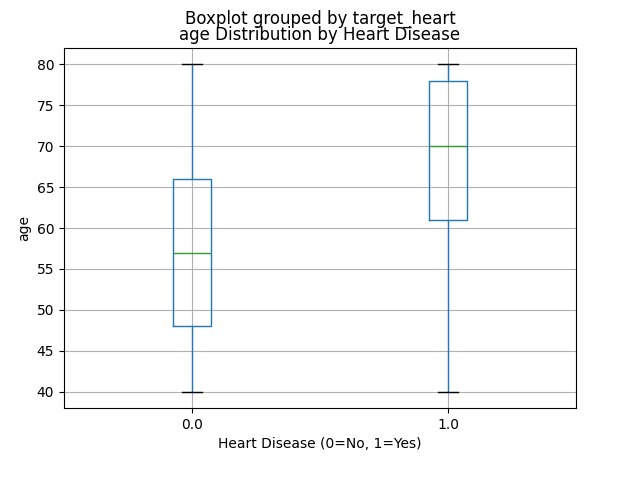 Boxplot grouped by target_heart
age Distribution by Heart Disease
80
75
70
65
60
55
50
45
40
age
0.0 1.0
Heart Disease (0=No, 1=Yes)